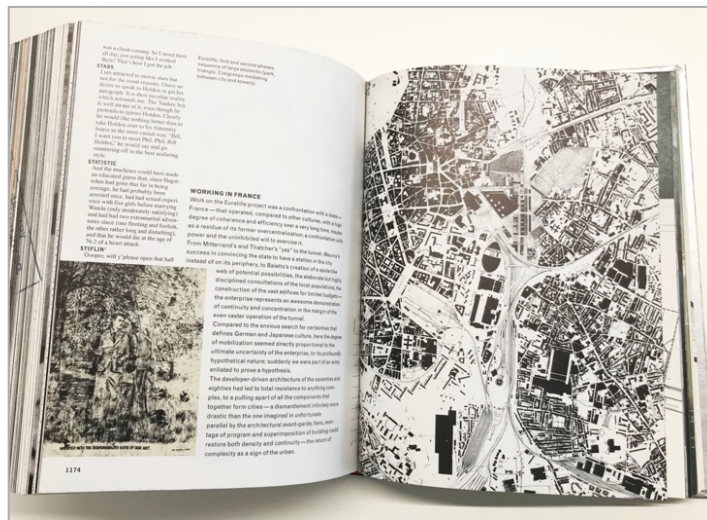 was a client coming. So I stand there
all day, just acting like I worked
there! That's how I got the job.
STARS
I am attracted to movie stars but
not for the usual reasons. I have no
desire to speak to Holden or get his
autograph. It is their peculiar reality
which astounds me. The Yankee boy
is well aware of it, even though he
pretends to ignore Holden. Clearly
he would like nothing better than to
take Holden over to his fraternity
house in the most casual way. "Bill,
I want you to meet Phil. Phil, Bill
Holden," he would say and go
sauntering off in the best seafaring
style.
STATISTIC
And the machines could have made
an educated guess that, since
had gone that far in being
average, he had probably been
arrested once, had had sexual experi-
ence with five girls before marrying
Wanda (only moderately satisfying)
and had had two extramarital adven-
tures since (one fleeting and foolish,
the other rather long and disturbing),
and that he would die at the age of
76.2 of a heart attack.
STIFLIN'
Gooper, will y'please open that hall
Euralille, first and second phases:
sequence of large elements (park,
triangle, Congrexpo mediating
between city and towers).
WORKING IN FRANCE
Work on the Euralille project was a confrontation with a state—
France—that operated, compared to other cultures, with a high
degree of coherence and efficiency over a very long time, maybe
as a residue of its former overcentralization; a confrontation with
power and the uninhibited will to exercise it.
From Mitterrand's and Thatcher's "yes" to the tunnel, Mauroy's
success in convincing the state to have a station in the city
instead of on its periphery, to Baïetto's creation of a spiderlike
web of potential possibilities, the elaborate but highly
disciplined consultations of the local populations, the
construction of the vast edifices for limited budgets—
the enterprise represents an awesome demonstration
of continuity and concentration in the margin of the
even vaster operation of the tunnel.
Compared to the anxious search for certainties that
defines German and Japanese culture, here the degree
of mobilization seemed directly proportional to the
ultimate uncertainty of the enterprise, to its profoundly
hypothetical nature; suddenly we were part of an army
enlisted to prove a hypothesis.
The developer-driven architecture of the seventies and
eighties had led to total resistance to anything com-
plex, to a pulling apart of all the components that
together form cities—a dismantlement infinitely more
drastic than the one imagined in unfortunate
parallel by the architectural avant-garde; here, mon-
tage of program and superimposition of building could
restore both density and continuity—the return of
complexity as a sign of the urban.
1174